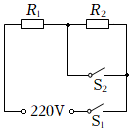 R₁ R₂
S₂
220V S₁